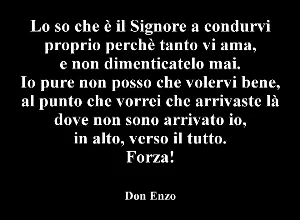 Lo so che è il Signore a condurvi
proprio perchè tanto vi ama,
e non dimenticatelo mai.
Io pure non posso che volervi bene,
al punto che vorrei che arrivaste là
dove non sono arrivato io,
in alto, verso il tutto.
Forza!
Don Enzo